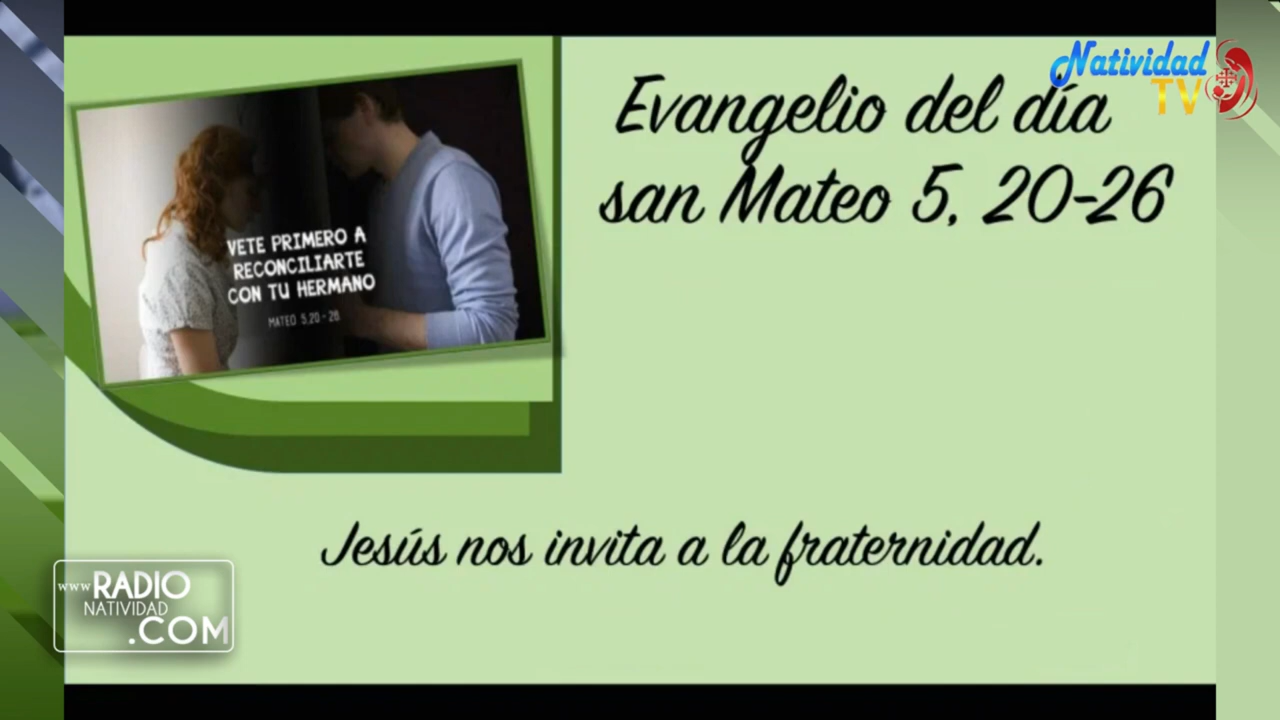 Natividad
TV
Evangelio del día
san Mateo 5, 20-26
VETE PRIMERO A
RECONCILIARTE
CON TU HERMANO
MATEO 5,20-26
Jesús nos invita a la fraternidad.
www.RADIO
NATIVIDAD
.COM